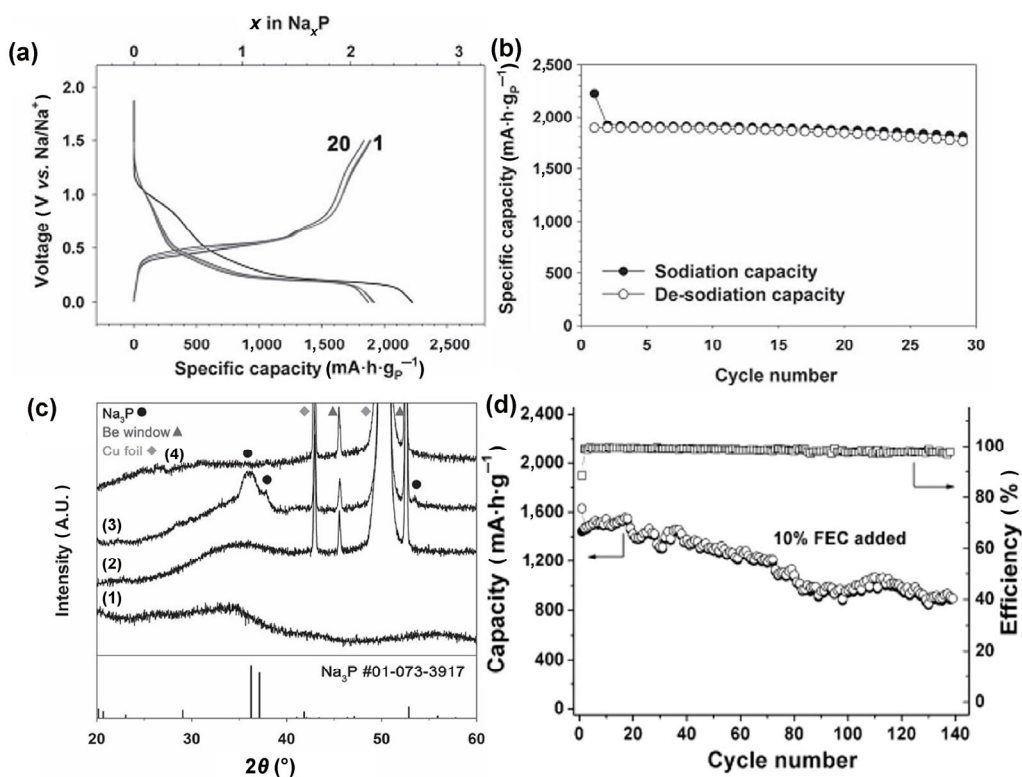 (a)
x in NaₓP
0 1 2 3
Voltage (V vs. Na/Na⁺)
2.0
1.5
1.0
0.5
0.0
20 1
0 500 1,000 1,500 2,000 2,500
Specific capacity (mA·h·gP⁻¹)
(b)
Specific capacity (mA·h·gP⁻¹)
2,500
2,000
1,500
1,000
500
0
Sodiation capacity
De-sodiation capacity
0 5 10 15 20 25 30
Cycle number
(c)
Intensity (A.U.)
Na₃P
Be window
Cu foil
(4)
(3)
(2)
(1)
Na₃P #01-073-3917
20 30 40 50 60
2θ (°)
(d)
Capacity (mA·h·g⁻¹)
2,400
2,000
1,600
1,200
800
400
0
10% FEC added
100
80
60
40
20
0
Efficiency (%)
0 20 40 60 80 100 120 140
Cycle number